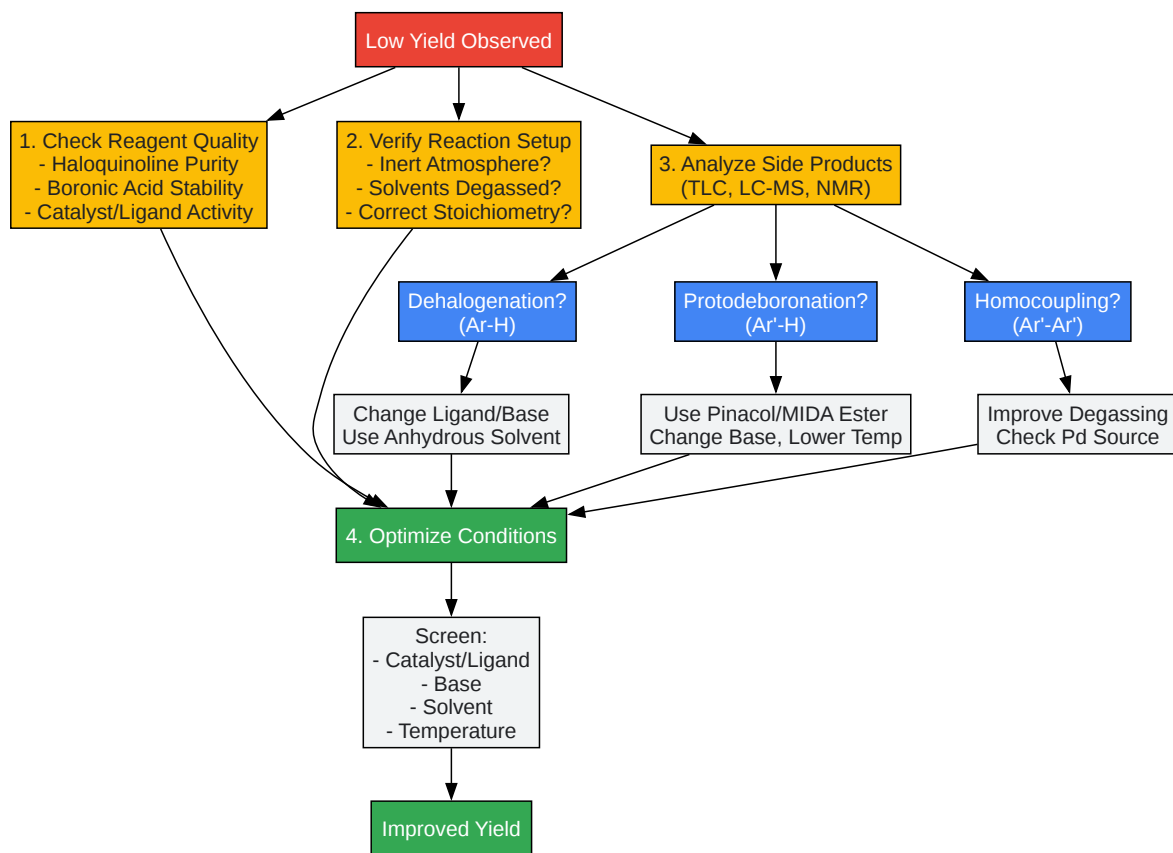 Low Yield Observed
1. Check Reagent Quality
- Haloquinoline Purity
- Boronic Acid Stability
- Catalyst/Ligand Activity
2. Verify Reaction Setup
- Inert Atmosphere?
- Solvents Degassed?
- Correct Stoichiometry?
3. Analyze Side Products
(TLC, LC-MS, NMR)
Dehalogenation?
(Ar-H)
Protodeboronation?
(Ar'-H)
Homocoupling?
(Ar'-Ar')
Change Ligand/Base
Use Anhydrous Solvent
Use Pinacol/MIDA Ester
Change Base, Lower Temp
Improve Degassing
Check Pd Source
4. Optimize Conditions
Screen:
- Catalyst/Ligand
- Base
- Solvent
- Temperature
Improved Yield